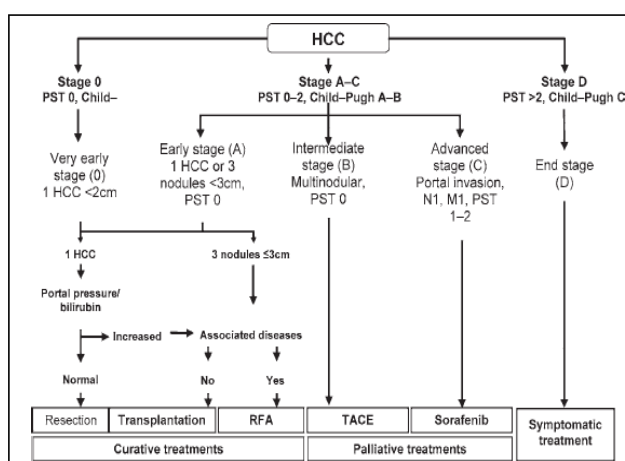 HCC
Stage 0
PST 0, Child–
Stage A–C
PST 0–2, Child–Pugh A–B
Stage D
PST >2, Child–Pugh C
Very early
stage (0)
1 HCC <2cm
Early stage (A)
1 HCC or 3
nodules <3cm,
PST 0
Intermediate
stage (B)
Multinodular,
PST 0
Advanced
stage (C)
Portal invasion,
N1, M1, PST
1–2
End stage
(D)
1 HCC
3 nodules ≤3cm
Portal pressure/
bilirubin
Increased
Associated diseases
Normal
No
Yes
Resection
Transplantation
RFA
TACE
Sorafenib
Symptomatic
treatment
Curative treatments
Palliative treatments